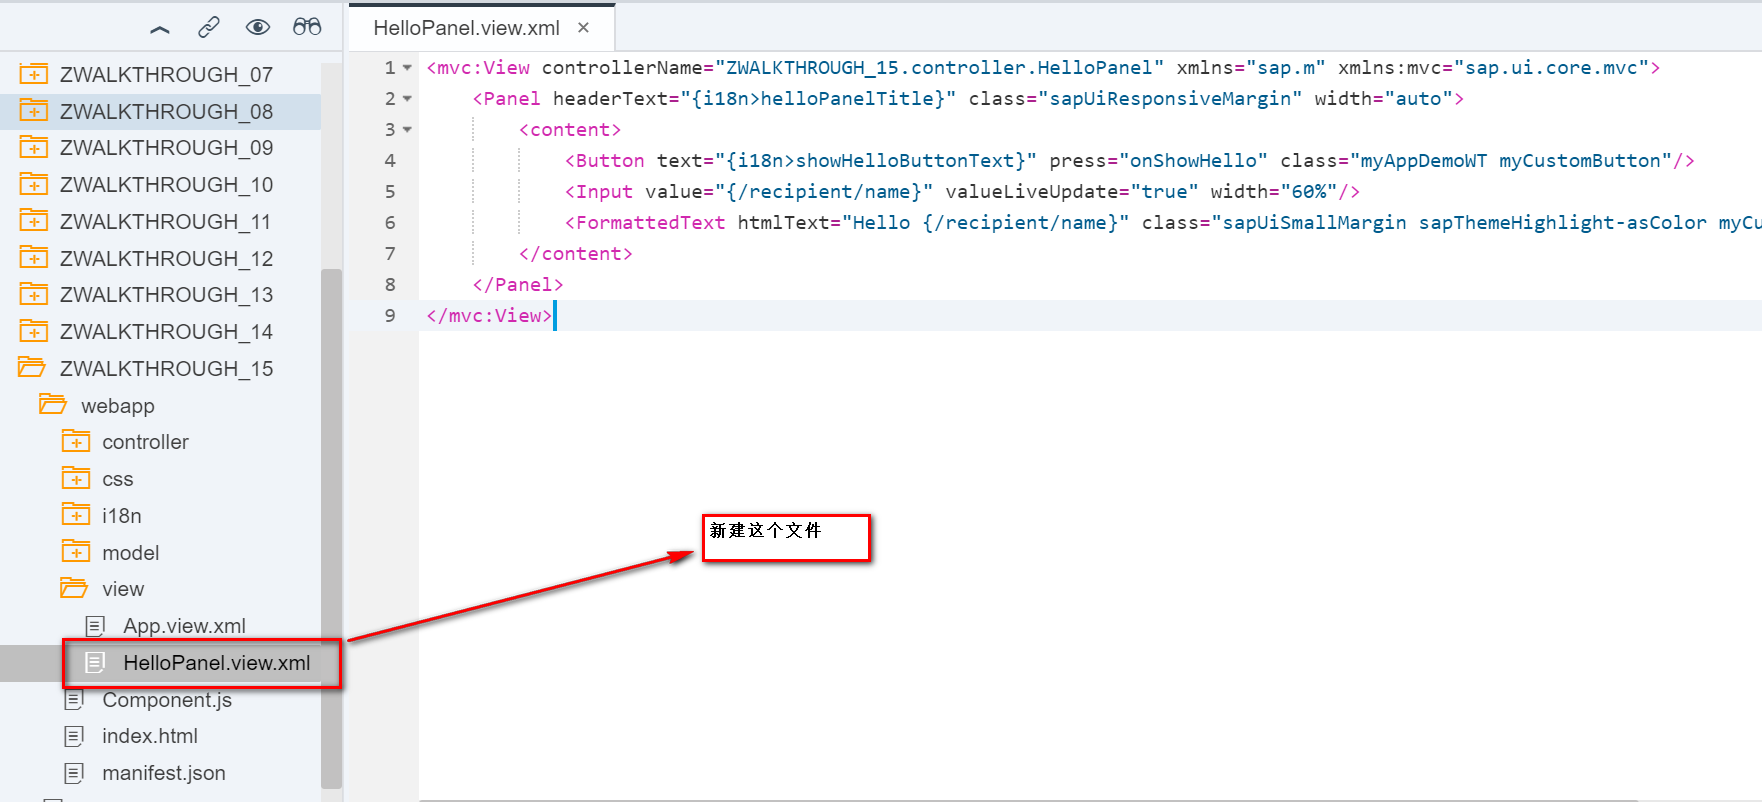 HelloPanel.view.xml ×
ZWALKTHROUGH_07
ZWALKTHROUGH_08
ZWALKTHROUGH_09
ZWALKTHROUGH_10
ZWALKTHROUGH_11
ZWALKTHROUGH_12
ZWALKTHROUGH_13
ZWALKTHROUGH_14
ZWALKTHROUGH_15
webapp
controller
css
i18n
model
view
App.view.xml
HelloPanel.view.xml
Component.js
index.html
manifest.json
1 <mvc:View controllerName="ZWALKTHROUGH_15.controller.HelloPanel" xmlns="sap.m" xmlns:mvc="sap.ui.core.mvc">
2 <Panel headerText="{i18n>helloPanelTitle}" class="sapUiResponsiveMargin" width="auto">
3 <content>
4 <Button text="{i18n>showHelloButtonText}" press="onShowHello" class="myAppDemoWT myCustomButton"/>
5 <Input value="{/recipient/name}" valueLiveUpdate="true" width="60%"/>
6 <FormattedText htmlText="Hello {/recipient/name}" class="sapUiSmallMargin sapThemeHighlight-asColor myCu
7 </content>
8 </Panel>
9 </mvc:View>
新建这个文件